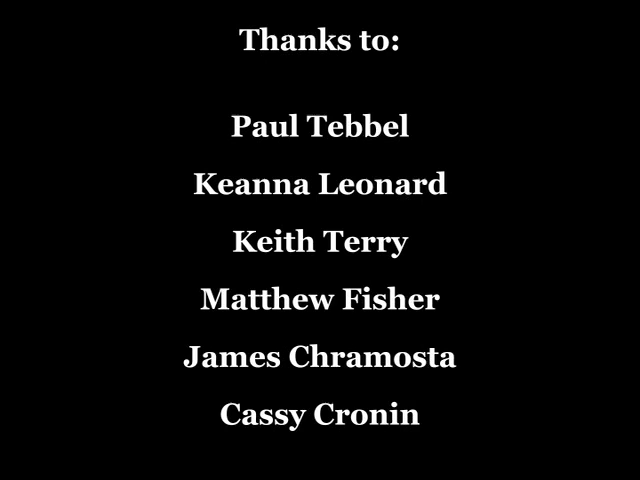 Thanks to:
Paul Tebbel
Keanna Leonard
Keith Terry
Matthew Fisher
James Chramosta
Cassy Cronin